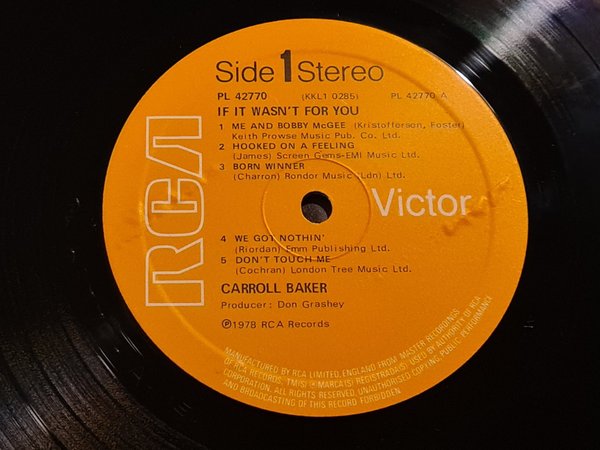 Side 1 Stereo
PL 42770 (KKL1 0285) PL 42770 A
IF IT WASN'T FOR YOU
1 ME AND BOBBY McGEE (Kristofferson, Foster)
Keith Prowse Music Pub. Co. Ltd.
2 HOOKED ON A FEELING
(James) Screen Gems-EMI Music Ltd.
3 BORN WINNER
(Charron) Rondor Music (Ldn) Ltd.
RCA Victor
4 WE GOT NOTHIN'
(Riordan) Emm Publishing Ltd.
5 DON'T TOUCH ME
(Cochran) London Tree Music Ltd.
CARROLL BAKER
Producer: Don Grashey
℗1978 RCA Records
MANUFACTURED BY RCA LIMITED, ENGLAND FROM MASTER RECORDINGS
OF RCA RECORDS, TM(S) ® MARCA(S) REGISTRADA(S) USED BY AUTHORITY OF RCA
CORPORATION. ALL RIGHTS RESERVED. UNAUTHORISED COPYING, PUBLIC PERFORMANCE
AND BROADCASTING OF THIS RECORD FORBIDDEN.